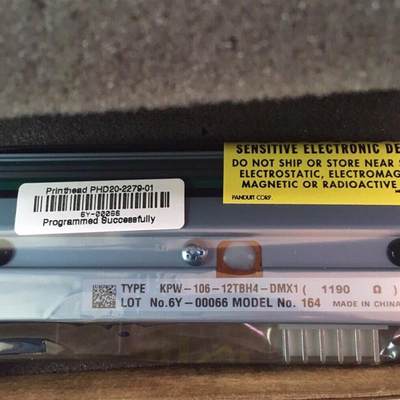 Printhead PHD20-2279-01
6Y-00066
Programmed Successfully
SENSITIVE ELECTRONIC DE
DO NOT SHIP OR STORE NEAR S
ELECTROSTATIC, ELECTROMAG
MAGNETIC OR RADIOACTIVE
PANDUIT CORP.
TYPE KPW-106-12TBH4-DMX1 ( 1190 Ω )
LOT No.6Y-00066 MODEL No. 164 MADE IN CHINA